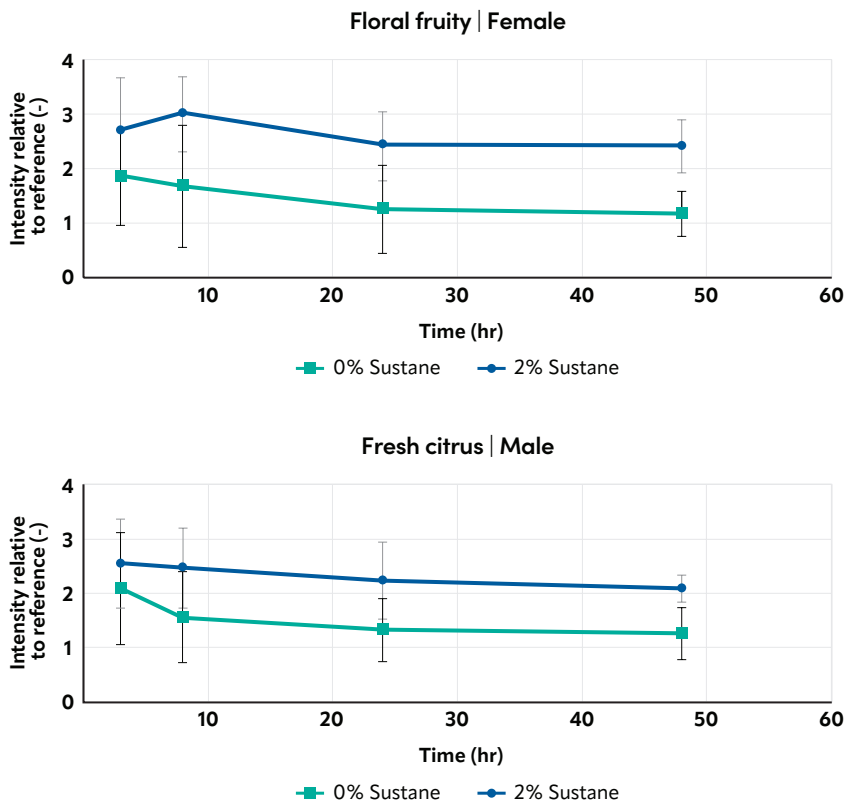 Floral fruity | Female
Intensity relative
to reference (-)
4
3
2
1
0
10 20 30 40 50 60
Time (hr)
0% Sustane 2% Sustane
Fresh citrus | Male
Intensity relative
to reference (-)
4
3
2
1
0
10 20 30 40 50 60
Time (hr)
0% Sustane 2% Sustane